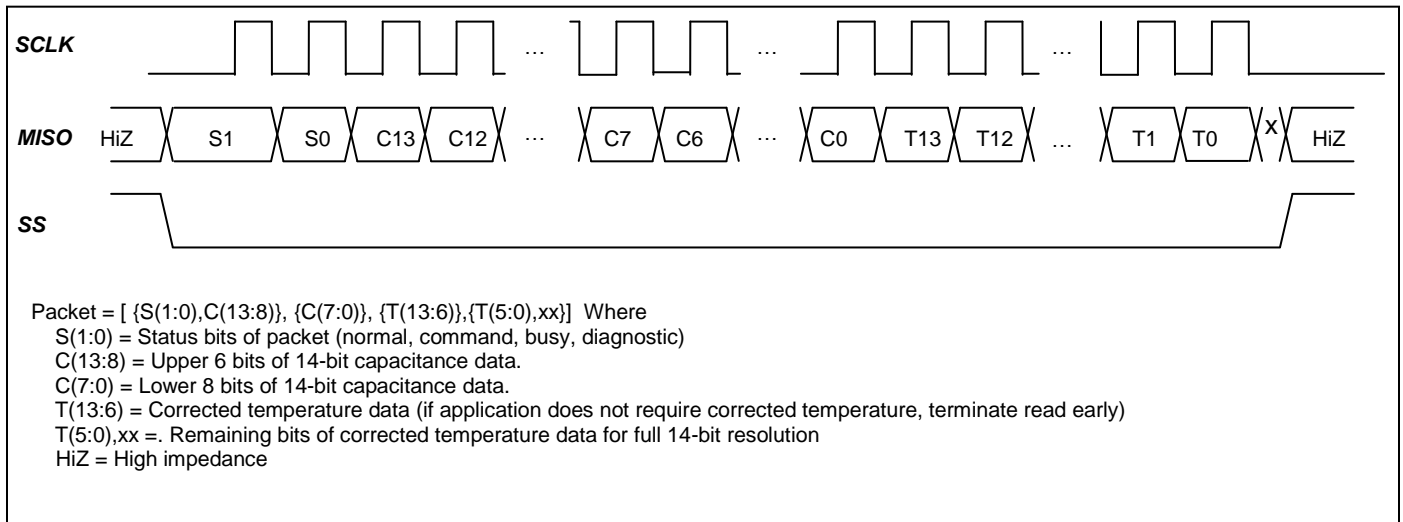 SCLK … … …
MISO HiZ S1 S0 C13 C12 … C7 C6 … C0 T13 T12 … T1 T0 X HiZ
SS
Packet = [ {S(1:0),C(13:8)}, {C(7:0)}, {T(13:6)},{T(5:0),xx}] Where
S(1:0) = Status bits of packet (normal, command, busy, diagnostic)
C(13:8) = Upper 6 bits of 14-bit capacitance data.
C(7:0) = Lower 8 bits of 14-bit capacitance data.
T(13:6) = Corrected temperature data (if application does not require corrected temperature, terminate read early)
T(5:0),xx =. Remaining bits of corrected temperature data for full 14-bit resolution
HiZ = High impedance